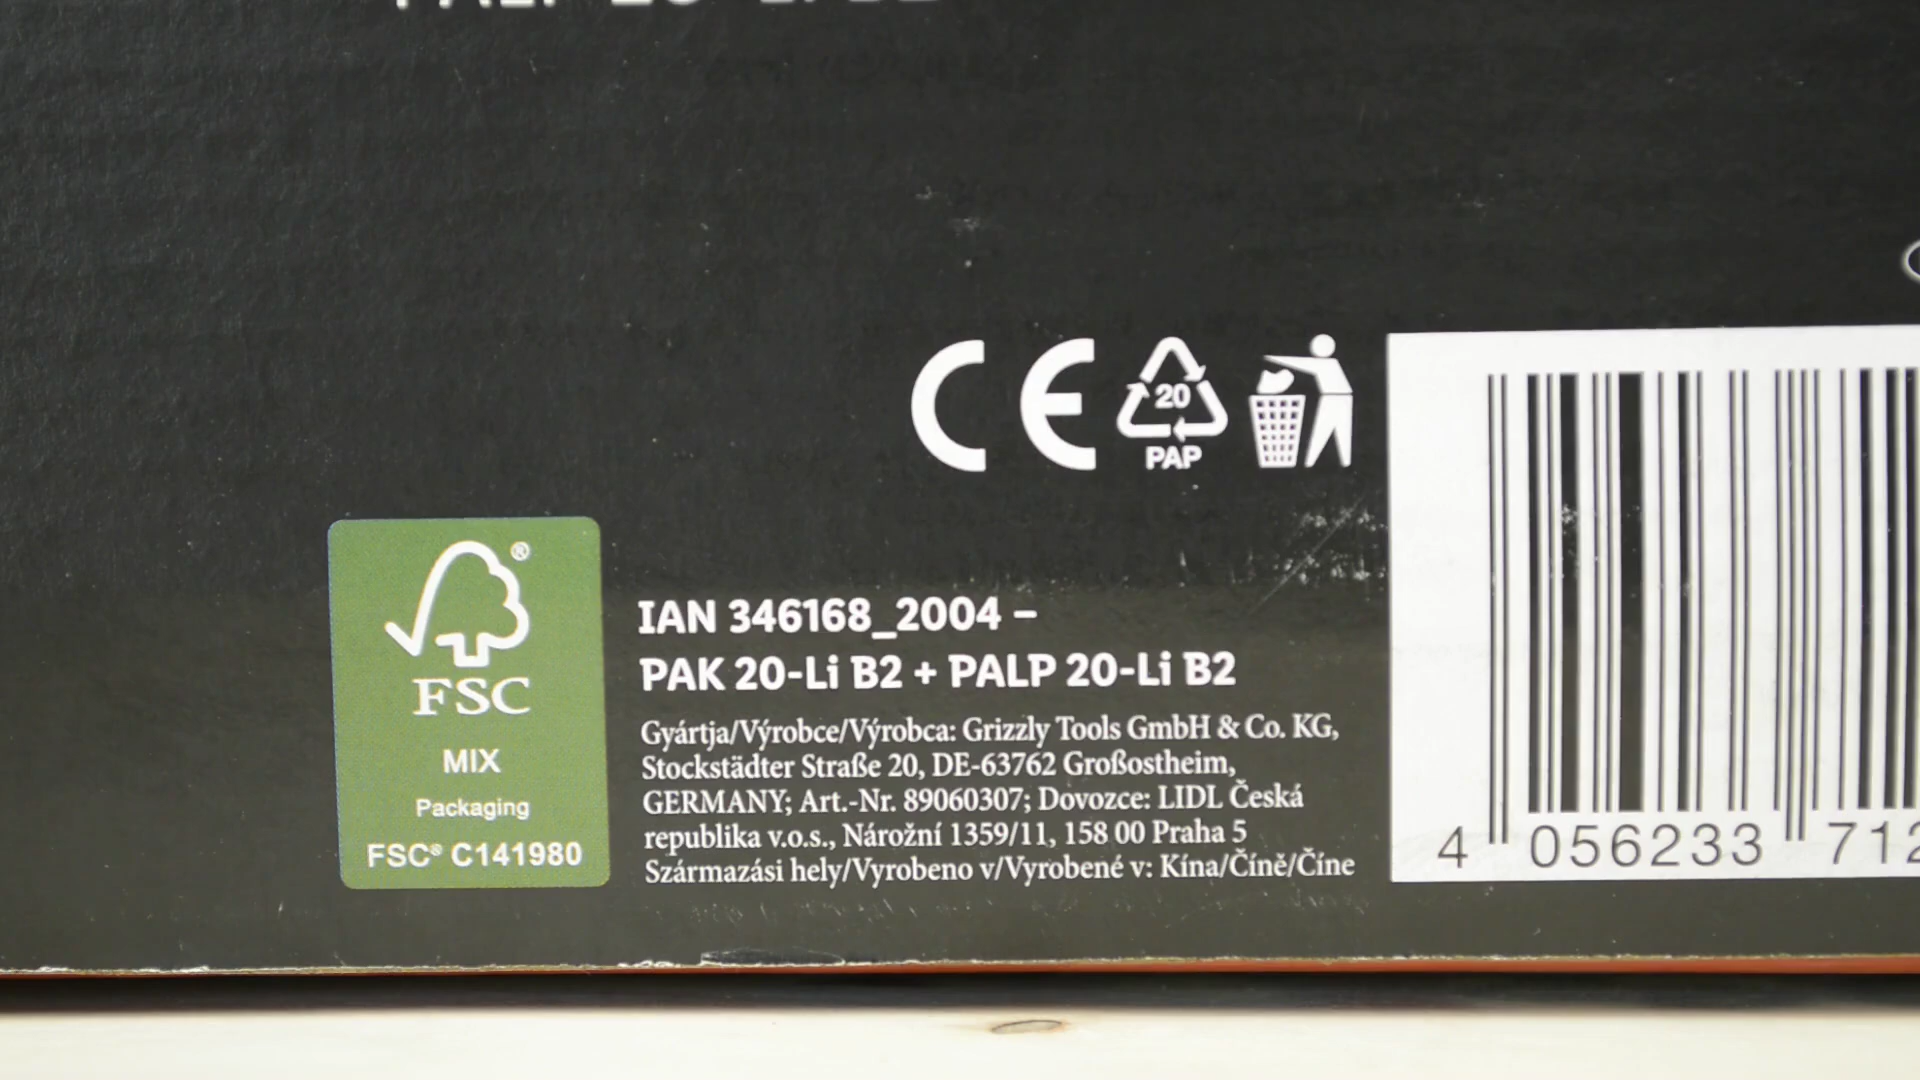 20
PAP
FSC®
MIX
Packaging
FSC® C141980
IAN 346168_2004 –
PAK 20-Li B2 + PALP 20-Li B2
Gyártja/Výrobce/Výrobca: Grizzly Tools GmbH & Co. KG,
Stockstädter Straße 20, DE-63762 Großostheim,
GERMANY; Art.-Nr. 89060307; Dovozce: LIDL Česká
republika v.o.s., Nárožní 1359/11, 158 00 Praha 5
Származási hely/Vyrobeno v/Vyrobené v: Kína/Číně/Číne
4 056233 712